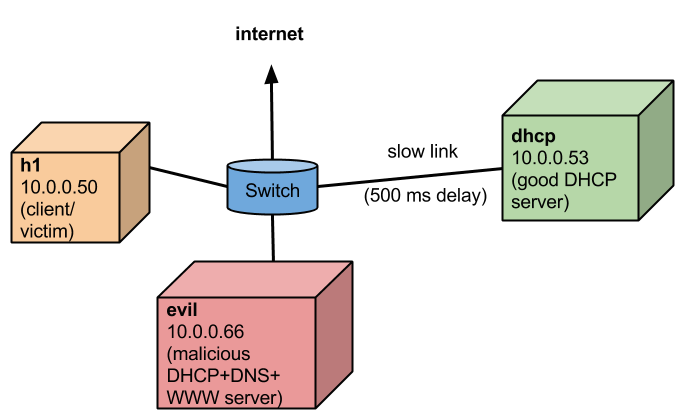 internet
h1
10.0.0.50
(client/
victim)
Switch
slow link
(500 ms delay)
dhcp
10.0.0.53
(good DHCP
server)
evil
10.0.0.66
(malicious
DHCP+DNS+
WWW server)